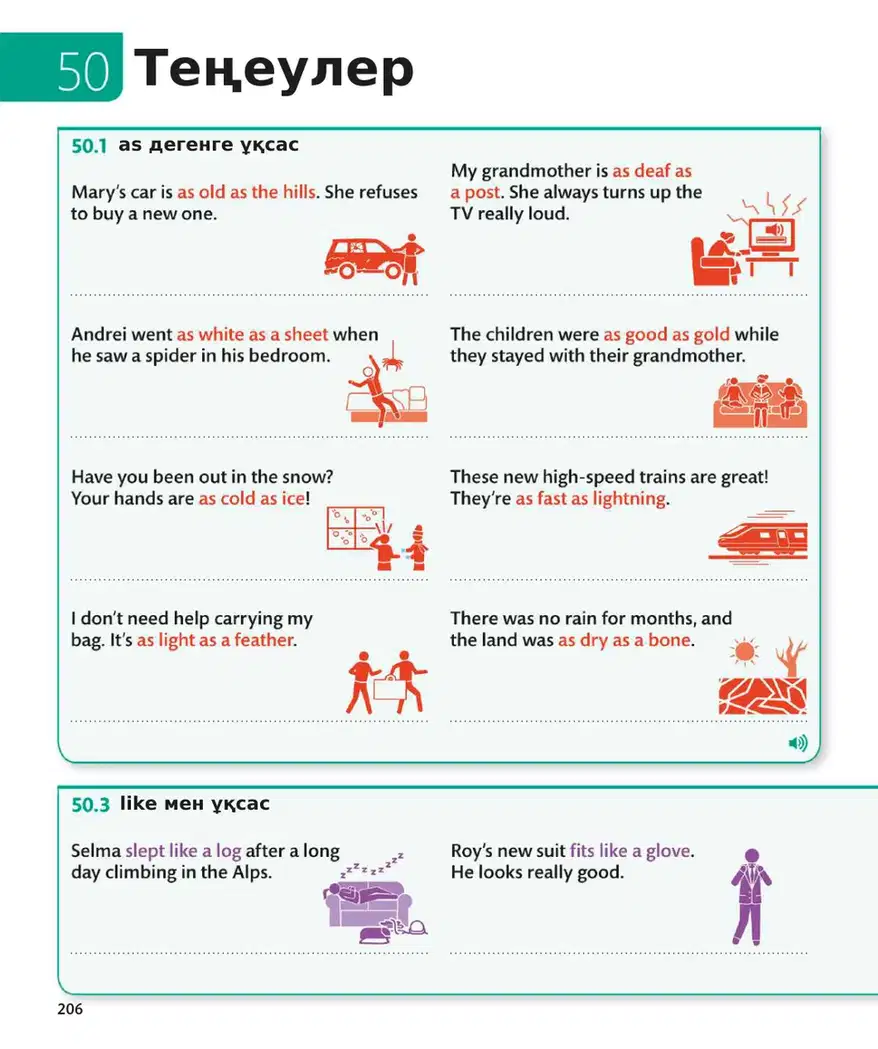 50 Теңеулер
50.1 as дегенге ұқсас
Mary's car is as old as the hills. She refuses
to buy a new one.
My grandmother is as deaf as
a post. She always turns up the
TV really loud.
Andrei went as white as a sheet when
he saw a spider in his bedroom.
The children were as good as gold while
they stayed with their grandmother.
Have you been out in the snow?
Your hands are as cold as ice!
These new high-speed trains are great!
They're as fast as lightning.
I don't need help carrying my
bag. It's as light as a feather.
There was no rain for months, and
the land was as dry as a bone.
50.3 like мен ұқсас
Selma slept like a log after a long
day climbing in the Alps.
zzzzzzzz
Roy's new suit fits like a glove.
He looks really good.
206